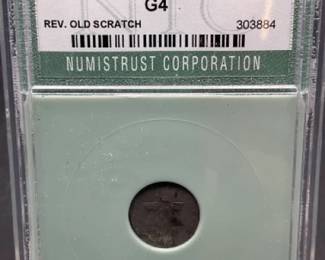 G4
REV. OLD SCRATCH 303884
NUMISTRUST CORPORATION